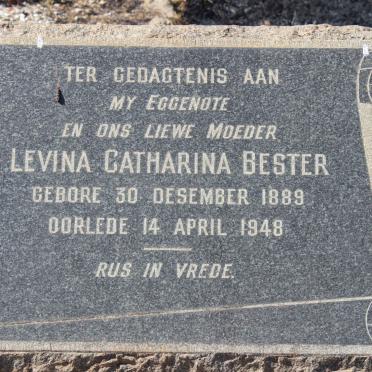 TER GEDAGTENIS AAN
MY EGGENOTE
EN ONS LIEWE MOEDER
LEVINA CATHARINA BESTER
GEBORE 30 DESEMBER 1889
OORLEDE 14 APRIL 1948
RUS IN VREDE.